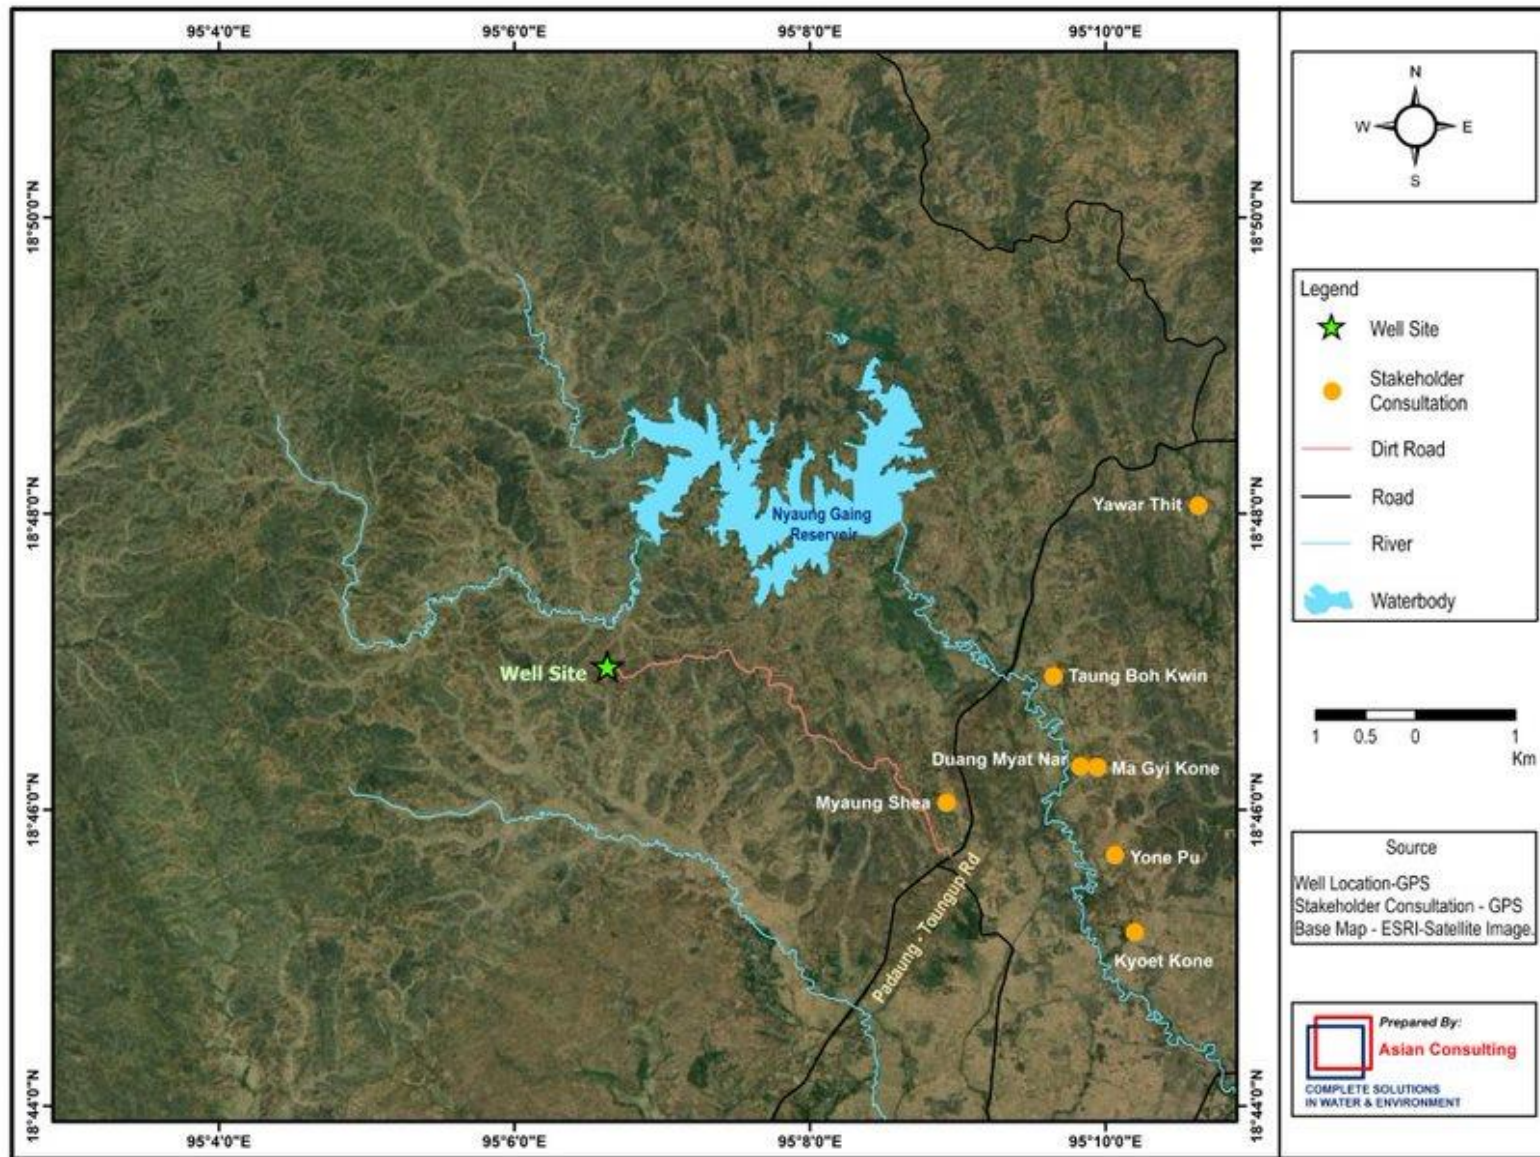 95°4'0"E
95°6'0"E
95°8'0"E
95°10'0"E
18°50'0"N
18°48'0"N
18°46'0"N
18°44'0"N
18°50'0"N
18°48'0"N
18°46'0"N
18°44'0"N
Nyaung Gaing
Reservoir
Yawar Thit
Well Site
Taung Boh Kwin
Duang Myat Nar
Ma Gyi Kone
Myaung Shea
Yone Pu
Padaung - Toungup Rd
Kyoet Kone
95°4'0"E
95°6'0"E
95°8'0"E
95°10'0"E
N
W
E
S
Legend
Well Site
Stakeholder
Consultation
Dirt Road
Road
River
Waterbody
1 0.5 0 1
Km
Source
Well Location-GPS
Stakeholder Consultation - GPS
Base Map - ESRI-Satellite Image.
Prepared By:
Asian Consulting
COMPLETE SOLUTIONS
IN WATER & ENVIRONMENT